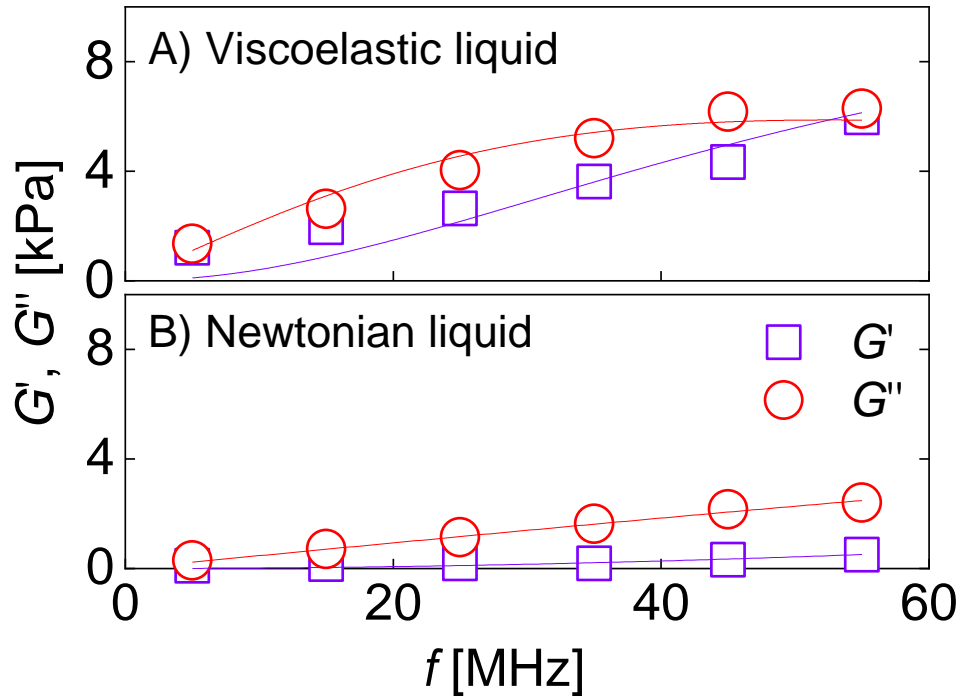 A) Viscoelastic liquid
8
4
0
G', G'' [kPa]
B) Newtonian liquid
G'
G''
8
4
0
0 20 40 60
f [MHz]